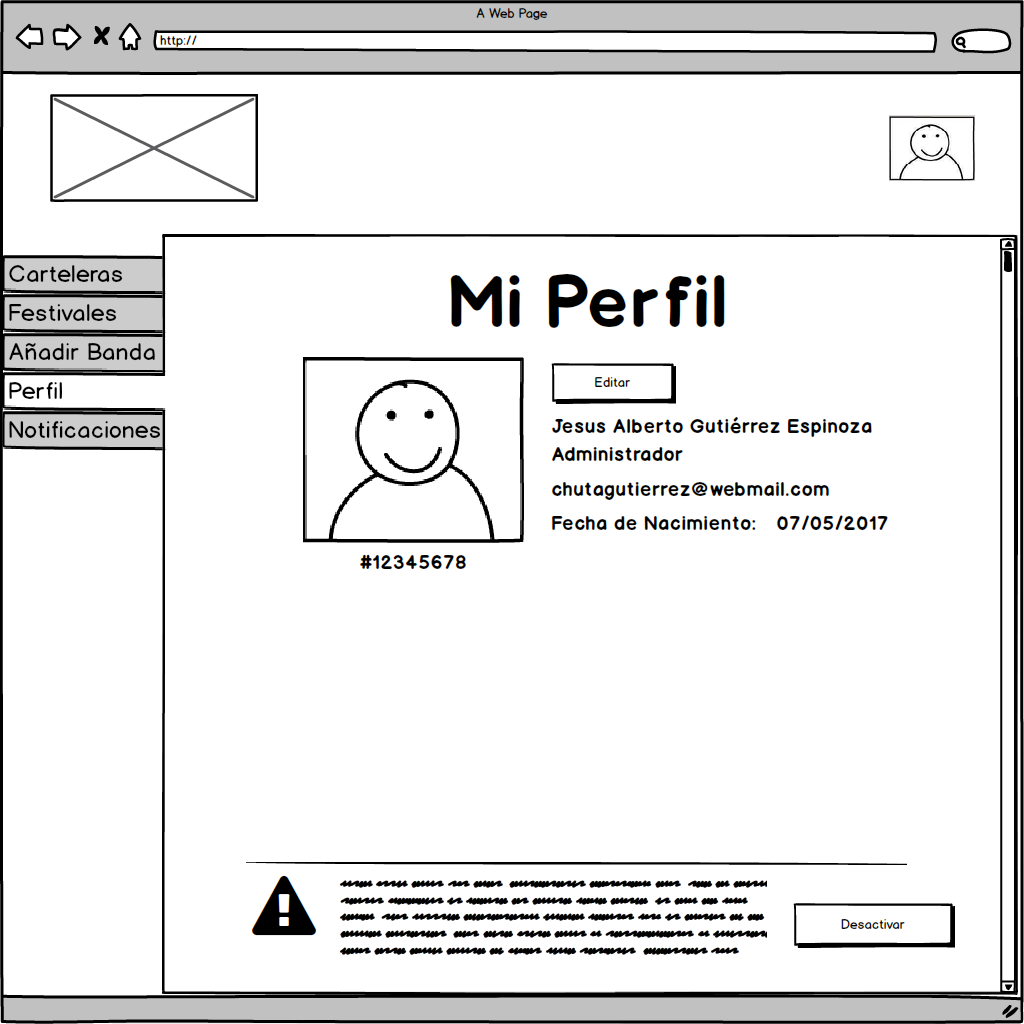 A Web Page
http://
Carteleras
Festivales
Añadir Banda
Perfil
Notificaciones
Mi Perfil
Editar
Jesus Alberto Gutiérrez Espinoza
Administrador
chutagutierrez@webmail.com
Fecha de Nacimiento: 07/05/2017
#12345678
Desactivar